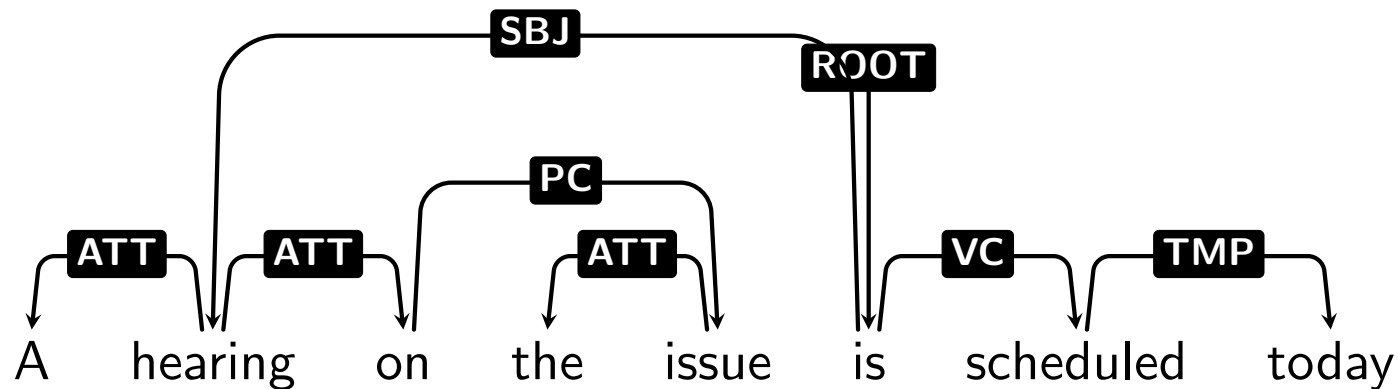 SBJ
ROOT
PC
ATT ATT ATT VC TMP
A hearing on the issue is scheduled today